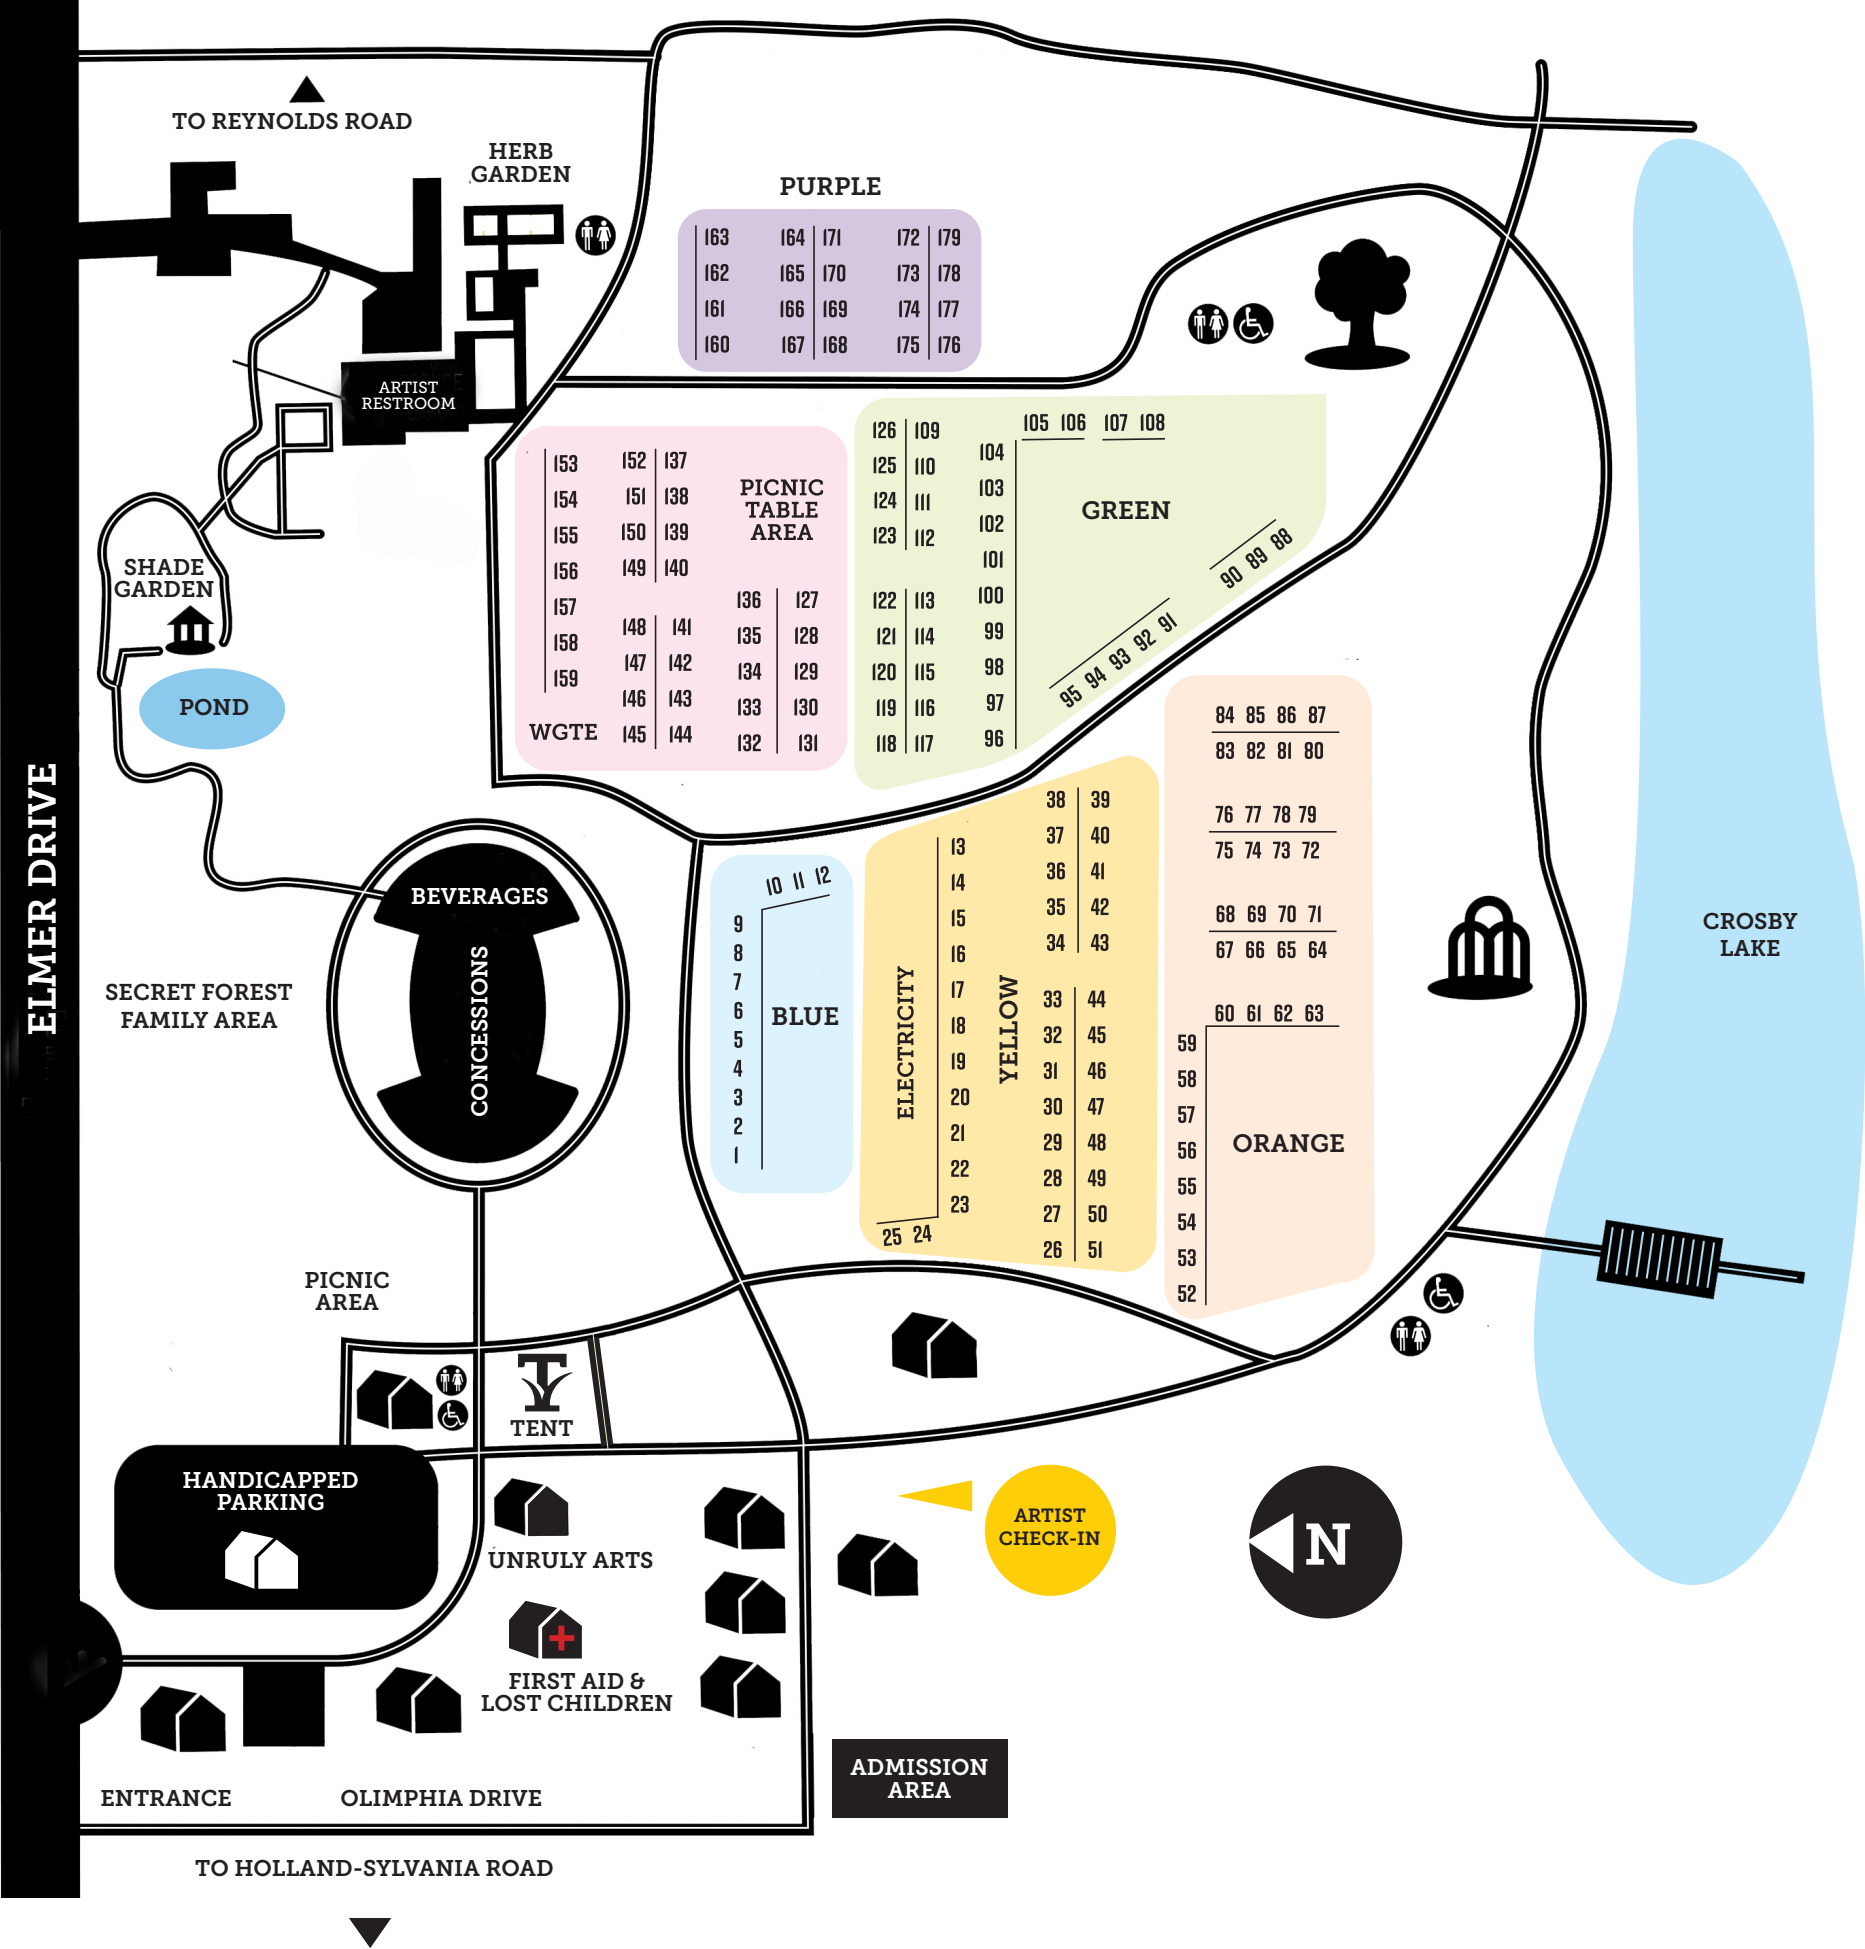 TO REYNOLDS ROAD
HERB
GARDEN
PURPLE
163 164 171 172 179
162 165 170 173 178
161 166 169 174 177
160 167 168 175 176
ARTIST
RESTROOM
153 152 137
154 151 138
155 150 139
156 149 140
157
158
159
148 141
147 142
146 143
145 144
PICNIC
TABLE
AREA
136 127
135 128
134 129
133 130
132 131
WGTE
126 109
125 110
124 111
123 112
122 113
121 114
120 115
119 116
118 117
105 106 107 108
104
103
102
101
100
99
98
97
96
GREEN
90 89 88
95 94 93 92 91
SHADE
GARDEN
POND
ELMER DRIVE
BEVERAGES
CONCESSIONS
SECRET FOREST
FAMILY AREA
10 11 12
9
8
7
6
5
4
3
2
1
BLUE
ELECTRICITY
13
14
15
16
17
18
19
20
21
22
23
25 24
YELLOW
38 39
37 40
36 41
35 42
34 43
33 44
32 45
31 46
30 47
29 48
28 49
27 50
26 51
84 85 86 87
83 82 81 80
76 77 78 79
75 74 73 72
68 69 70 71
67 66 65 64
60 61 62 63
59
58
57
56
55
54
53
52
ORANGE
CROSBY
LAKE
PICNIC
AREA
TENT
HANDICAPPED
PARKING
UNRULY ARTS
FIRST AID &
LOST CHILDREN
ARTIST
CHECK-IN
N
ADMISSION
AREA
ENTRANCE
OLIMPHIA DRIVE
TO HOLLAND-SYLVANIA ROAD